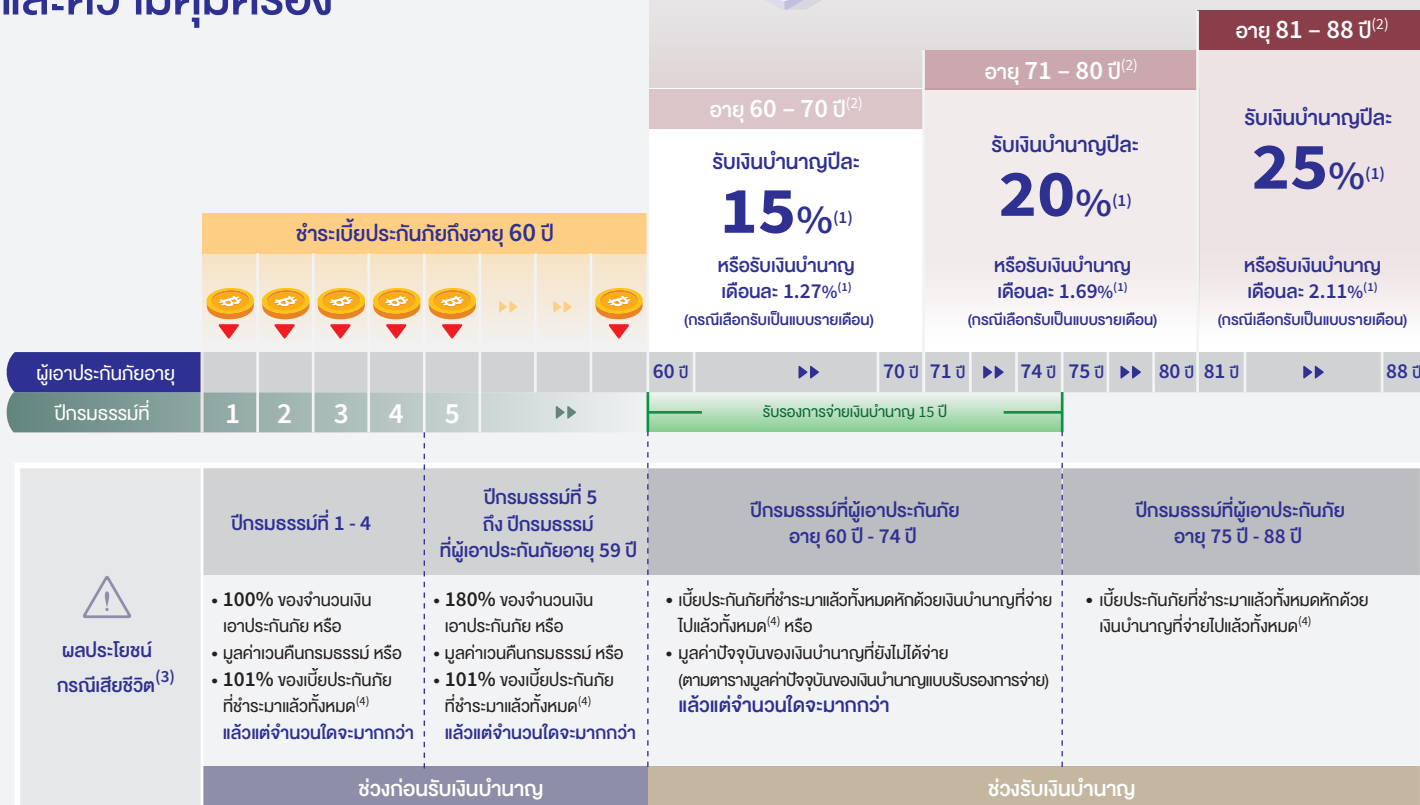 และความคุ้มครอง
อายุ 81 – 88 ปี(2)
รับเงินบำนาญปีละ
25%(1)
หรือรับเงินบำนาญ
เดือนละ 2.11%(1)
(กรณีเลือกรับเป็นแบบรายเดือน)
อายุ 71 – 80 ปี(2)
รับเงินบำนาญปีละ
20%(1)
หรือรับเงินบำนาญ
เดือนละ 1.69%(1)
(กรณีเลือกรับเป็นแบบรายเดือน)
อายุ 60 – 70 ปี(2)
รับเงินบำนาญปีละ
15%(1)
หรือรับเงินบำนาญ
เดือนละ 1.27%(1)
(กรณีเลือกรับเป็นแบบรายเดือน)
ชำระเบี้ยประกันภัยถึงอายุ 60 ปี
ผู้เอาประกันภัยอายุ
60 ปี 70 ปี 71 ปี 74 ปี 75 ปี 80 ปี 81 ปี 88 ปี
ปีกรมธรรม์ที่ 1 2 3 4 5
รับรองการจ่ายเงินบำนาญ 15 ปี
ผลประโยชน์
กรณีเสียชีวิต(3)
ปีกรมธรรม์ที่ 1 - 4
• 100% ของจำนวนเงิน
เอาประกันภัย หรือ
• มูลค่าเวนคืนกรมธรรม์ หรือ
• 101% ของเบี้ยประกันภัย
ที่ชำระมาแล้วทั้งหมด(4)
แล้วแต่จำนวนใดจะมากกว่า
ปีกรมธรรม์ที่ 5
ถึง ปีกรมธรรม์
ที่ผู้เอาประกันภัยอายุ 59 ปี
• 180% ของจำนวนเงิน
เอาประกันภัย หรือ
• มูลค่าเวนคืนกรมธรรม์ หรือ
• 101% ของเบี้ยประกันภัย
ที่ชำระมาแล้วทั้งหมด(4)
แล้วแต่จำนวนใดจะมากกว่า
ปีกรมธรรม์ที่ผู้เอาประกันภัย
อายุ 60 ปี - 74 ปี
• เบี้ยประกันภัยที่ชำระมาแล้วทั้งหมดหักด้วยเงินบำนาญที่จ่าย
ไปแล้วทั้งหมด(4) หรือ
• มูลค่าปัจจุบันของเงินบำนาญที่ยังไม่ได้จ่าย
(ตามตารางมูลค่าปัจจุบันของเงินบำนาญแบบรับรองการจ่าย)
แล้วแต่จำนวนใดจะมากกว่า
ปีกรมธรรม์ที่ผู้เอาประกันภัย
อายุ 75 ปี - 88 ปี
• เบี้ยประกันภัยที่ชำระมาแล้วทั้งหมดหักด้วย
เงินบำนาญที่จ่ายไปแล้วทั้งหมด(4)
ช่วงก่อนรับเงินบำนาญ
ช่วงรับเงินบำนาญ